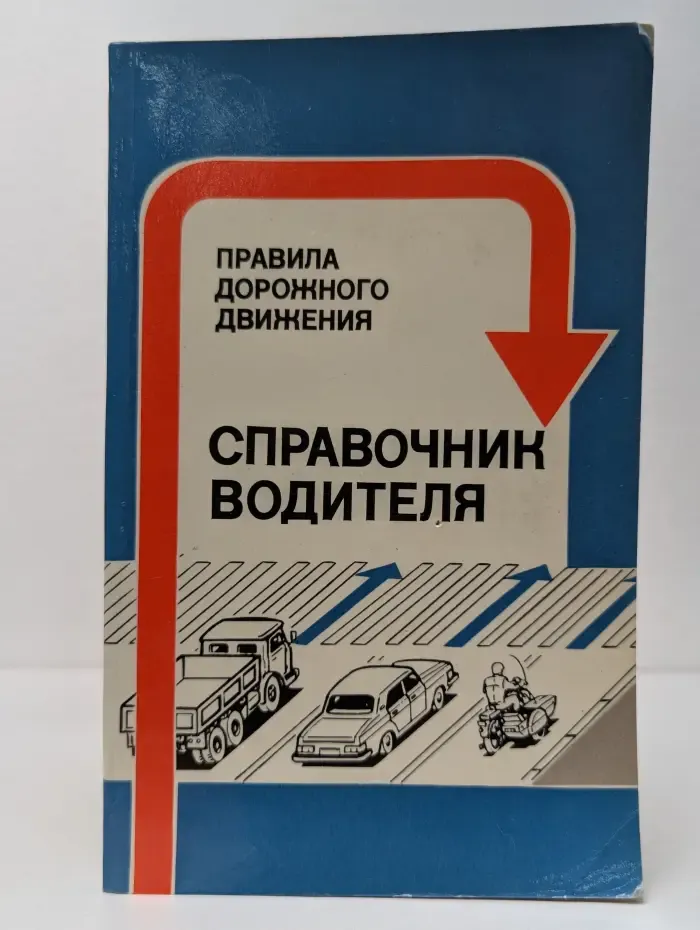 ПРАВИЛА
ДОРОЖНОГО
ДВИЖЕНИЯ
СПРАВОЧНИК
ВОДИТЕЛЯ